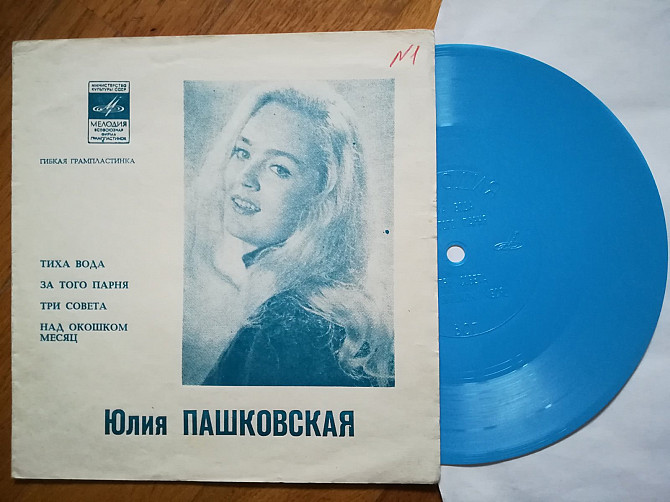 №1
МИНИСТЕРСТВО
КУЛЬТУРЫ СССР
МЕЛОДИЯ
ВСЕСОЮЗНАЯ
ФИРМА
ГРАМПЛАСТИНОК
ГИБКАЯ ГРАМПЛАСТИНКА
ТИХА ВОДА
ЗА ТОГО ПАРНЯ
ТРИ СОВЕТА
НАД ОКОШКОМ
МЕСЯЦ
Юлия ПАШКОВСКАЯ